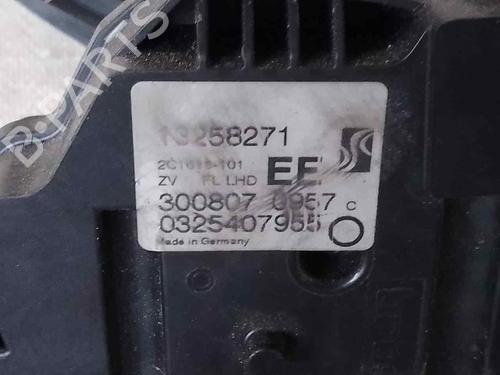 B-PARTS
13258271
2C1618-101
ZV FL LHD EE
300807 0957 C
0325407955
Made in Germany